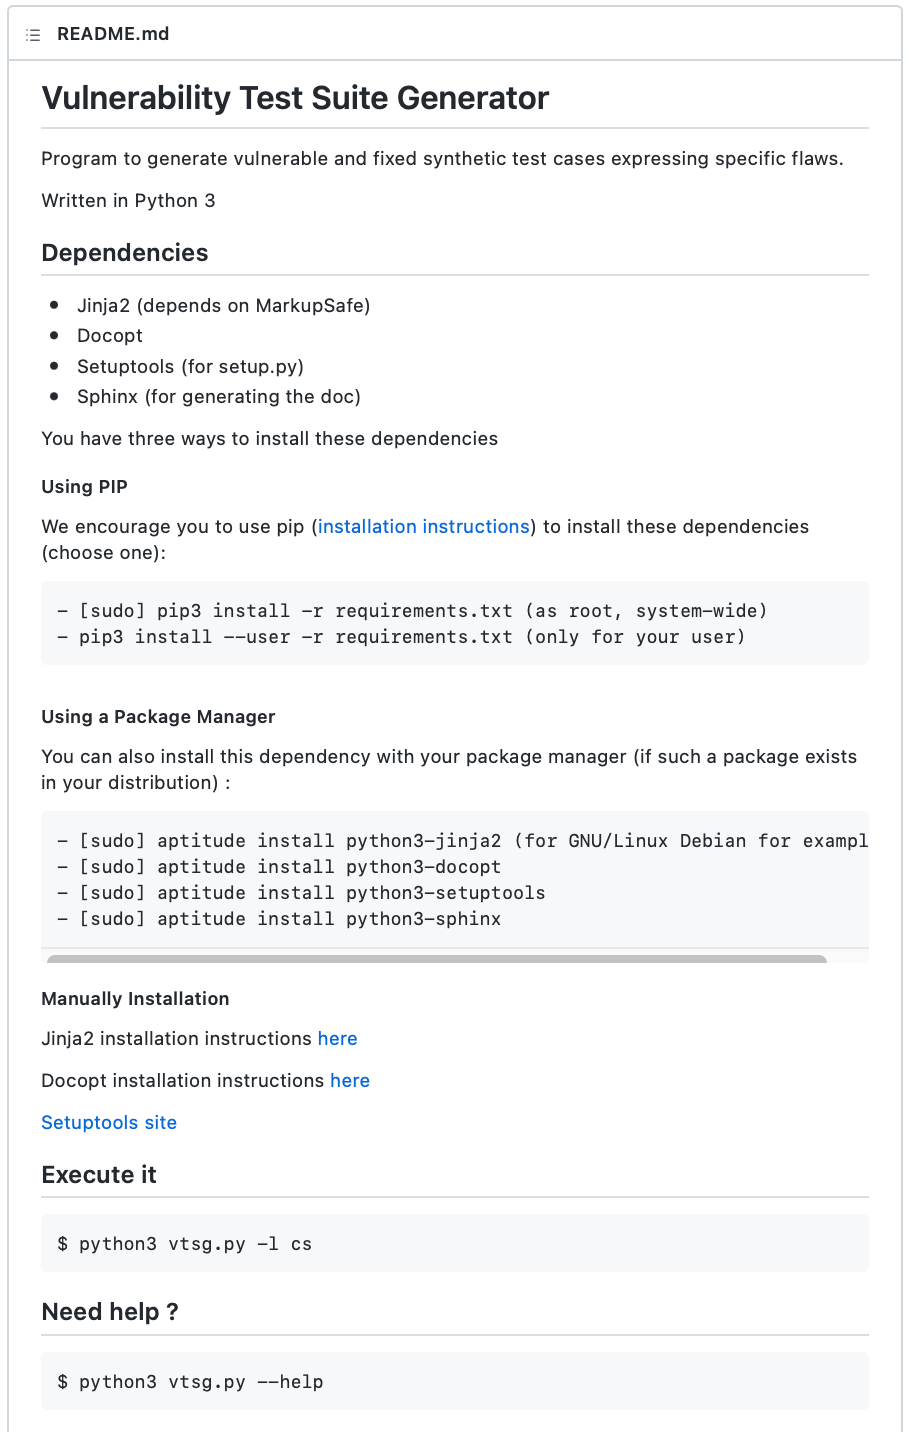 README.md
Vulnerability Test Suite Generator
Program to generate vulnerable and fixed synthetic test cases expressing specific flaws.
Written in Python 3
Dependencies
Jinja2 (depends on MarkupSafe)
Docopt
Setuptools (for setup.py)
Sphinx (for generating the doc)
You have three ways to install these dependencies
Using PIP
We encourage you to use pip (installation instructions) to install these dependencies
(choose one):
- [sudo] pip3 install -r requirements.txt (as root, system-wide)
- pip3 install --user -r requirements.txt (only for your user)
Using a Package Manager
You can also install this dependency with your package manager (if such a package exists
in your distribution) :
- [sudo] aptitude install python3-jinja2 (for GNU/Linux Debian for exampl
- [sudo] aptitude install python3-docopt
- [sudo] aptitude install python3-setuptools
- [sudo] aptitude install python3-sphinx
Manually Installation
Jinja2 installation instructions here
Docopt installation instructions here
Setuptools site
Execute it
$ python3 vtsg.py -l cs
Need help ?
$ python3 vtsg.py --help